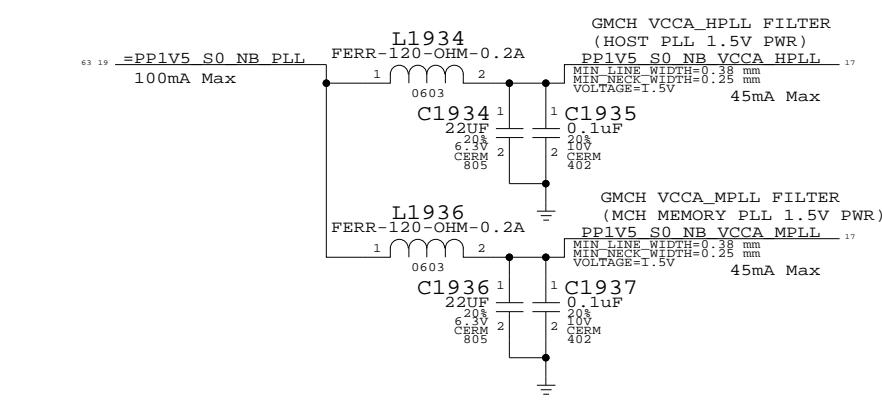 GMCH VCCA_HPLL FILTER
(HOST PLL 1.5V PWR)
L1934
FERR-120-OHM-0.2A
63 19 =PP1V5_S0_NB_PLL
100mA Max
1 2
0603
PP1V5_S0_NB_VCCA_HPLL 17
MIN_LINE_WIDTH=0.38 mm
MIN_NECK_WIDTH=0.25 mm
VOLTAGE=1.5V
45mA Max
C1934 1
22UF
20%
6.3V 2
CERM
805
1 C1935
0.1uF
20%
2 10V
CERM
402
GMCH VCCA_MPLL FILTER
(MCH MEMORY PLL 1.5V PWR)
L1936
FERR-120-OHM-0.2A
1 2
0603
PP1V5_S0_NB_VCCA_MPLL 17
MIN_LINE_WIDTH=0.38 mm
MIN_NECK_WIDTH=0.25 mm
VOLTAGE=1.5V
45mA Max
C1936 1
22UF
20%
6.3V 2
CERM
805
1 C1937
0.1uF
20%
2 10V
CERM
402